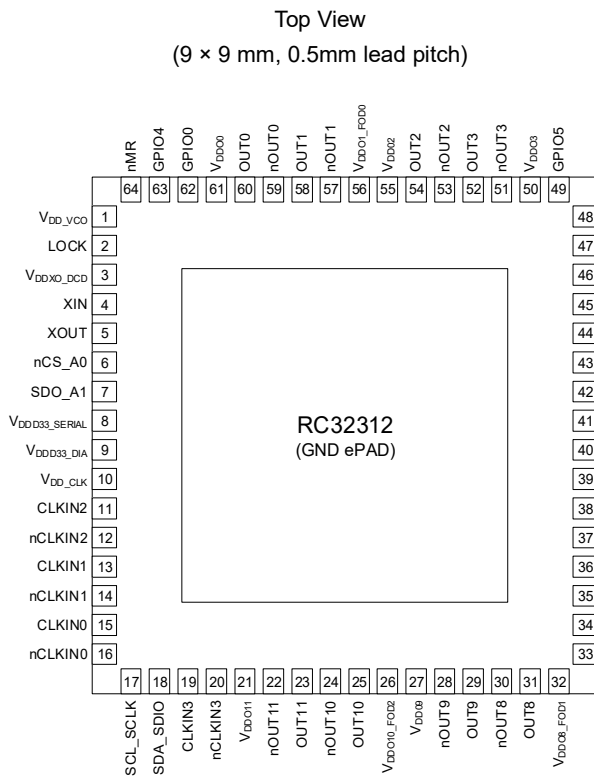 Top View
(9 × 9 mm, 0.5mm lead pitch)
nMR
GPIO4
GPIO0
VDDO0
OUT0
nOUT0
OUT1
nOUT1
VDDO1_FOD0
VDDO2
OUT2
nOUT2
OUT3
nOUT3
VDDO3
GPIO5
64 63 62 61 60 59 58 57 56 55 54 53 52 51 50 49
VDD_VCO 1
LOCK 2
VDDXO_DCD 3
XIN 4
XOUT 5
nCS_A0 6
SDO_A1 7
VDDD33_SERIAL 8
VDDD33_DIA 9
VDD_CLK 10
CLKIN2 11
nCLKIN2 12
CLKIN1 13
nCLKIN1 14
CLKIN0 15
nCLKIN0 16
RC32312
(GND ePAD)
48
47
46
45
44
43
42
41
40
39
38
37
36
35
34
33
17 18 19 20 21 22 23 24 25 26 27 28 29 30 31 32
SCL_SCLK
SDA_SDIO
CLKIN3
nCLKIN3
VDDO11
nOUT11
OUT11
nOUT10
OUT10
VDDO10_FOD2
VDDO9
nOUT9
OUT9
nOUT8
OUT8
VDDO8_FOD1